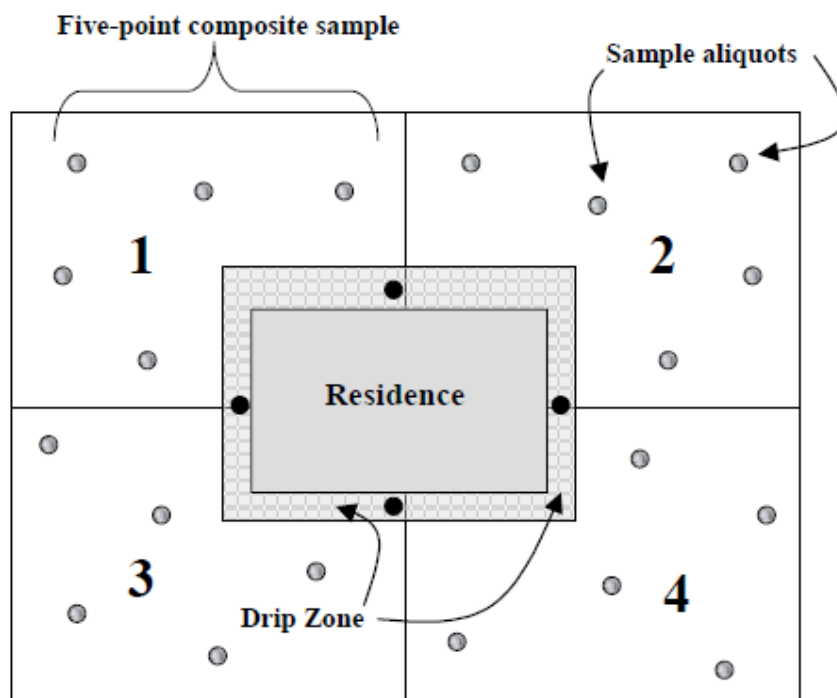 Five-point composite sample
Sample aliquots
1
2
Residence
3
4
Drip Zone